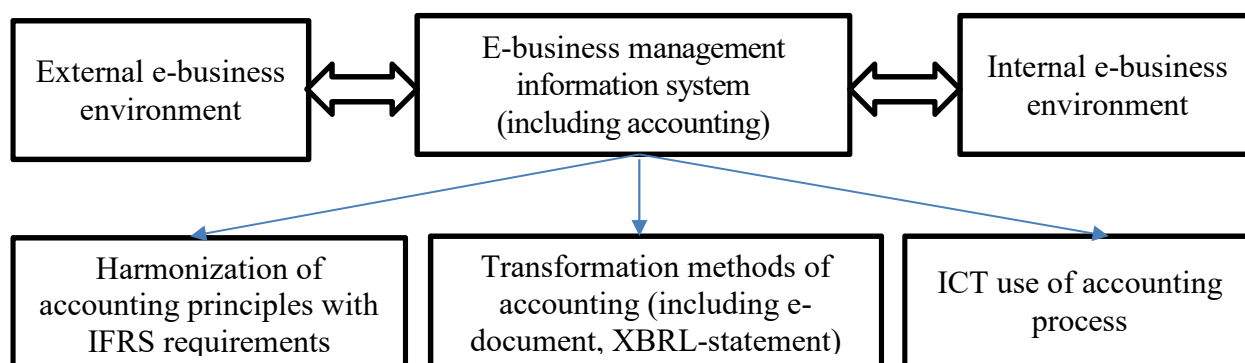 External e-business
environment
E-business management
information system
(including accounting)
Internal e-business
environment
Harmonization of
accounting principles with
IFRS requirements
Transformation methods of
accounting (including e-
document, XBRL-statement)
ICT use of accounting
process